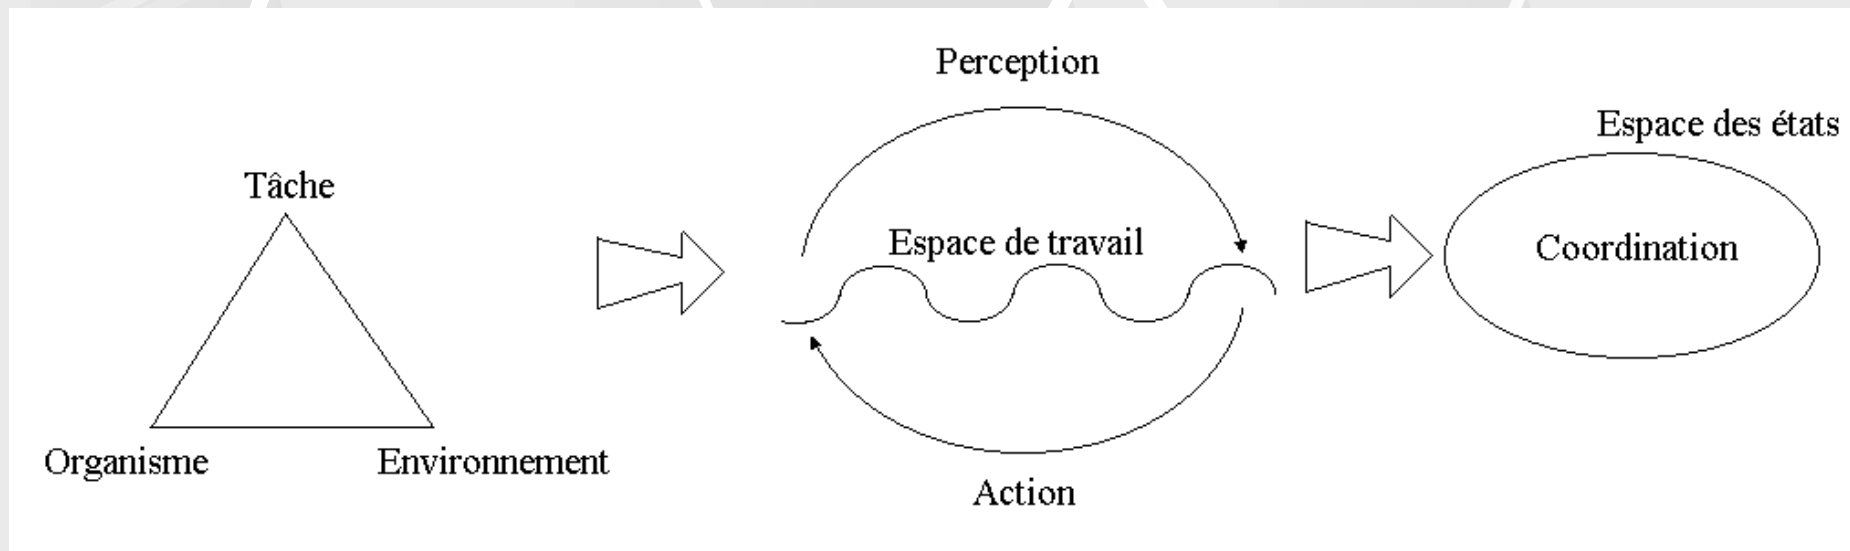 Tâche
Organisme
Environnement
Perception
Espace de travail
Action
Espace des états
Coordination